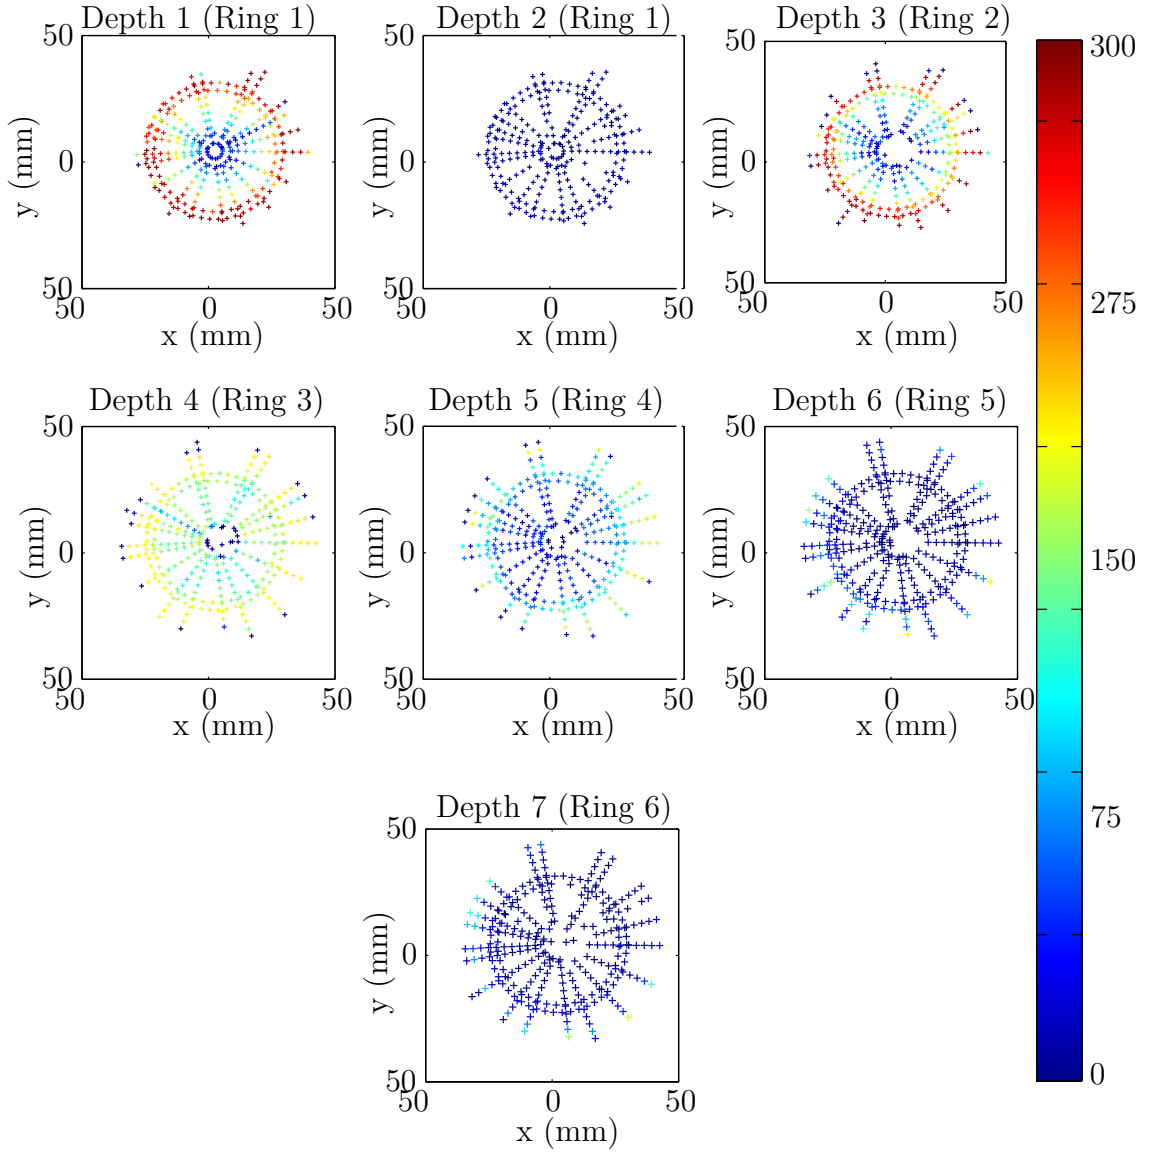 Depth 1 (Ring 1)
Depth 2 (Ring 1)
Depth 3 (Ring 2)
50
50
50
300
y (mm)
y (mm)
y (mm)
0
0
0
275
50
50
50
50
0
50
50
0
50
50
0
50
x (mm)
x (mm)
x (mm)
Depth 4 (Ring 3)
Depth 5 (Ring 4)
Depth 6 (Ring 5)
50
50
50
y (mm)
y (mm)
y (mm)
0
0
0
150
50
50
50
50
0
50
50
0
50
50
0
50
x (mm)
x (mm)
x (mm)
Depth 7 (Ring 6)
50
75
y (mm)
0
50
0
50
0
50
x (mm)